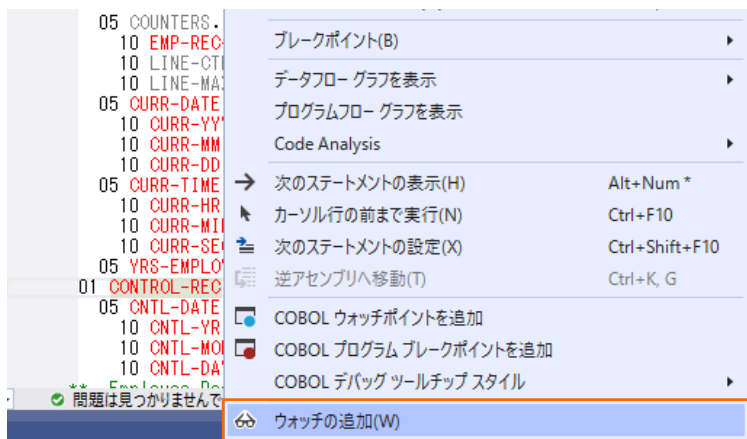 05 COUNTERS.
10 EMP-REC-
10 LINE-CT
10 LINE-MA
05 CURR-DATE
10 CURR-YY
10 CURR-MM
10 CURR-DD
05 CURR-TIME
10 CURR-HR
10 CURR-MI
10 CURR-SE
05 YRS-EMPLO
01 CONTROL-REC
05 CNTL-DATE
10 CNTL-YR
10 CNTL-MO
10 CNTL-DA
問題は見つかりませんで
ブレークポイント(B)
データフロー グラフを表示
プログラムフロー グラフを表示
Code Analysis
次のステートメントの表示(H) Alt+Num *
カーソル行の前まで実行(N) Ctrl+F10
次のステートメントの設定(X) Ctrl+Shift+F10
逆アセンブリへ移動(T) Ctrl+K, G
COBOL ウォッチポイントを追加
COBOL プログラム ブレークポイントを追加
COBOL デバッグ ツールチップ スタイル
ウォッチの追加(W)